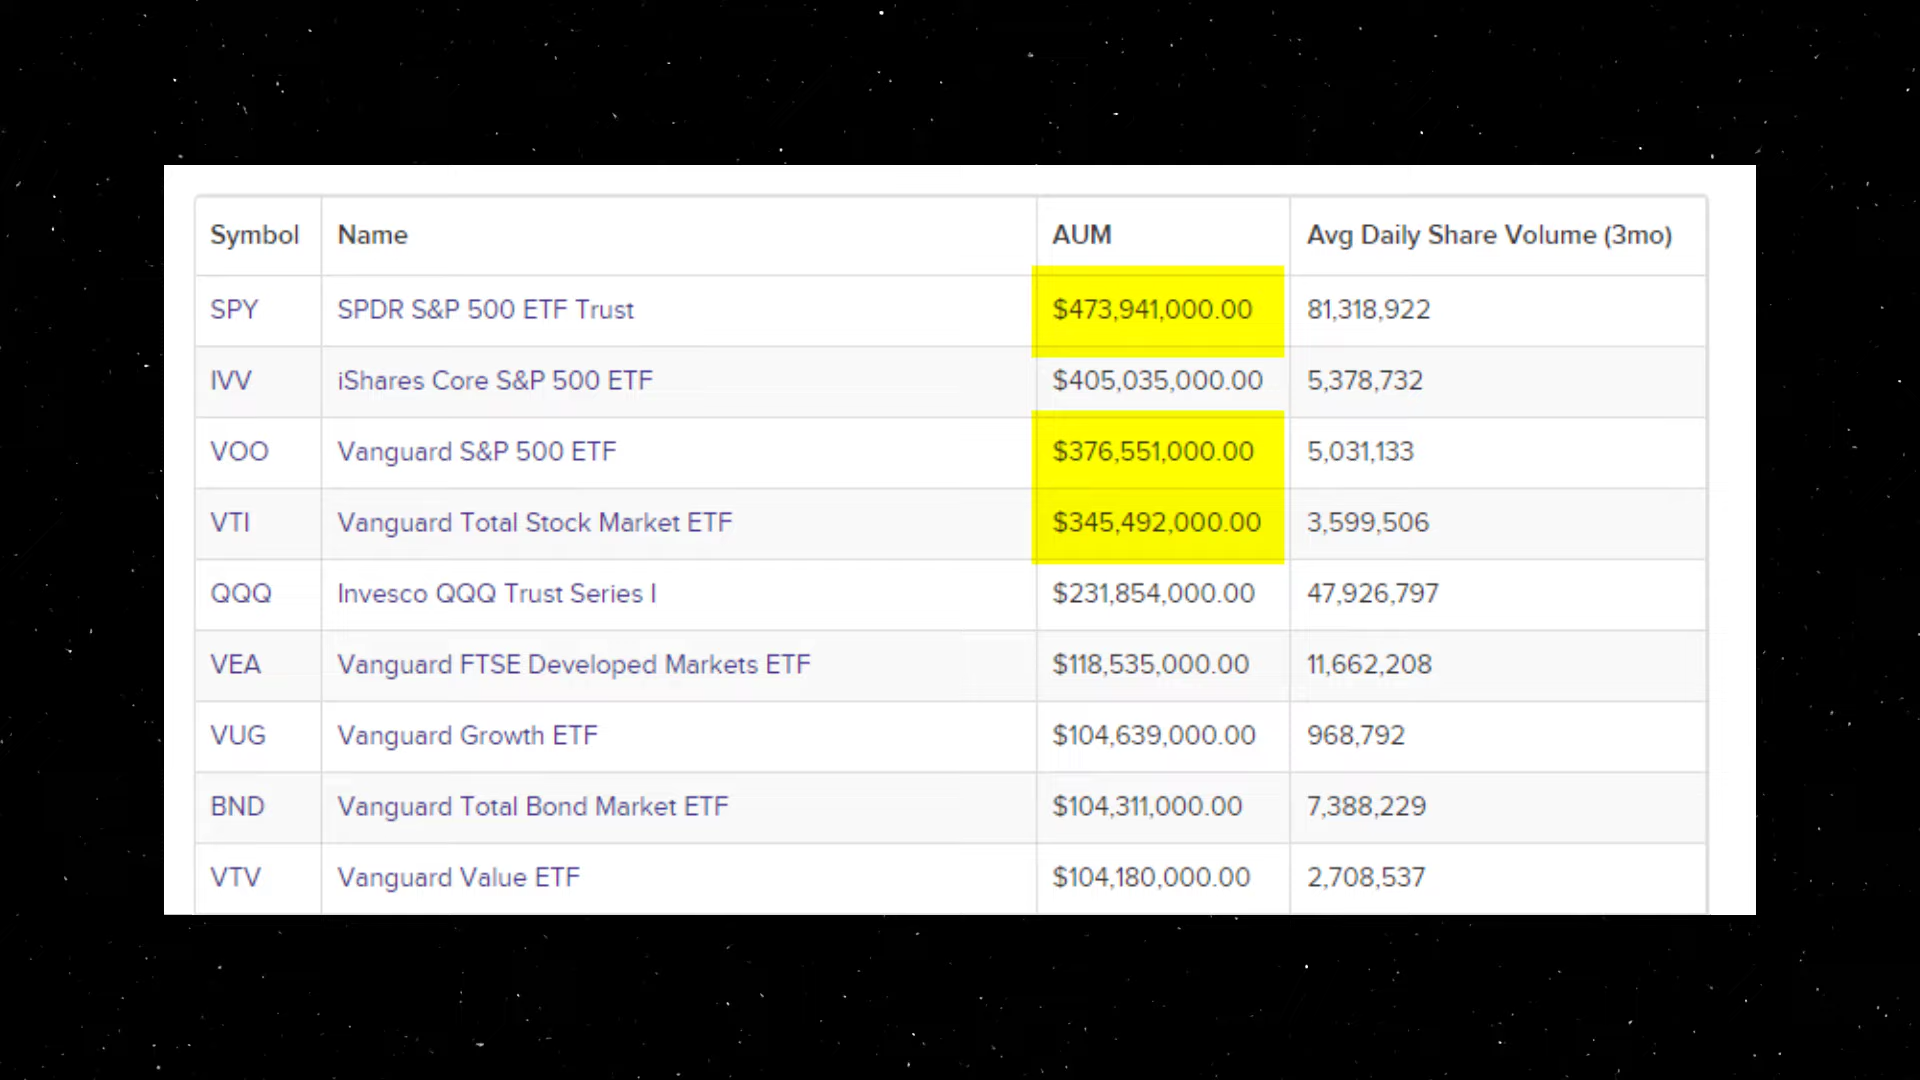 Symbol Name AUM Avg Daily Share Volume (3mo)
SPY SPDR S&P 500 ETF Trust $473,941,000.00 81,318,922
IVV iShares Core S&P 500 ETF $405,035,000.00 5,378,732
VOO Vanguard S&P 500 ETF $376,551,000.00 5,031,133
VTI Vanguard Total Stock Market ETF $345,492,000.00 3,599,506
QQQ Invesco QQQ Trust Series I $231,854,000.00 47,926,797
VEA Vanguard FTSE Developed Markets ETF $118,535,000.00 11,662,208
VUG Vanguard Growth ETF $104,639,000.00 968,792
BND Vanguard Total Bond Market ETF $104,311,000.00 7,388,229
VTV Vanguard Value ETF $104,180,000.00 2,708,537